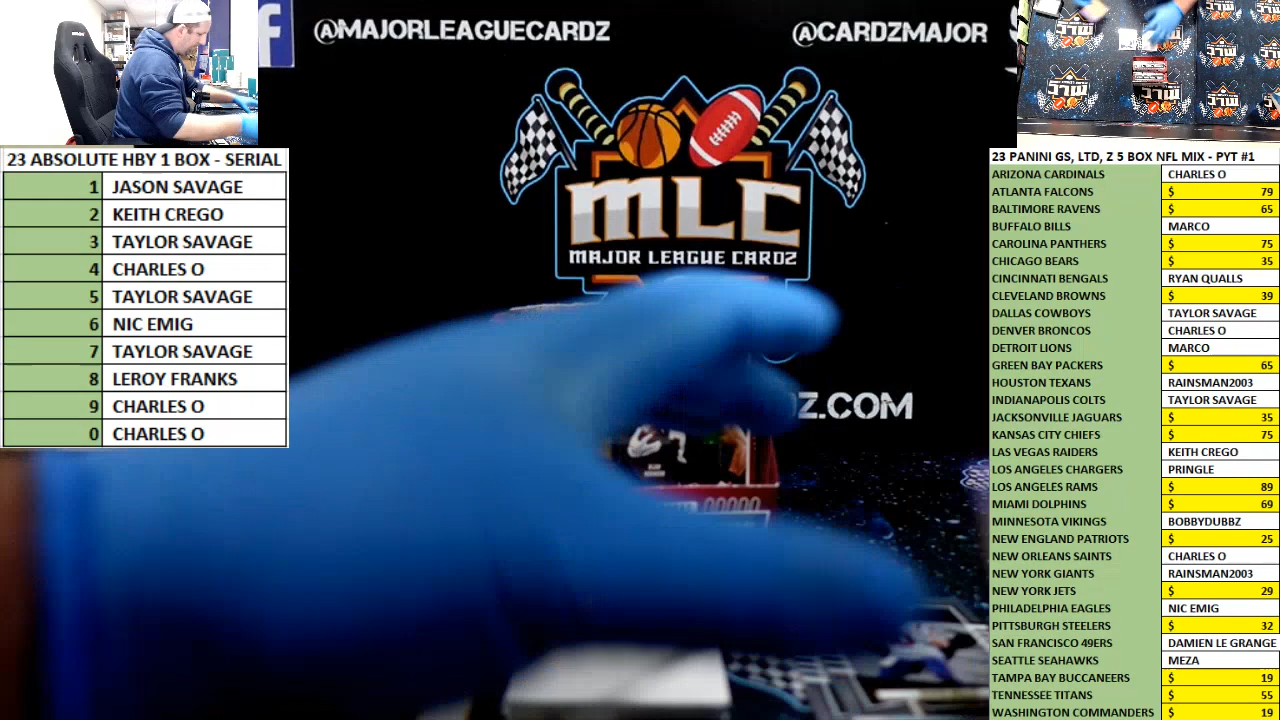 @MAJORLEAGUECARDZ
@CARDZMAJOR
MLC
MAJOR LEAGUE CARDZ
Z.COM
00000
23 ABSOLUTE HBY 1 BOX - SERIAL
1 JASON SAVAGE
2 KEITH CREGO
3 TAYLOR SAVAGE
4 CHARLES O
5 TAYLOR SAVAGE
6 NIC EMIG
7 TAYLOR SAVAGE
8 LEROY FRANKS
9 CHARLES O
0 CHARLES O
23 PANINI GS, LTD, Z 5 BOX NFL MIX - PYT #1
ARIZONA CARDINALS CHARLES O
ATLANTA FALCONS $ 79
BALTIMORE RAVENS $ 65
BUFFALO BILLS MARCO
CAROLINA PANTHERS $ 75
CHICAGO BEARS $ 35
CINCINNATI BENGALS RYAN QUALLS
CLEVELAND BROWNS $ 39
DALLAS COWBOYS TAYLOR SAVAGE
DENVER BRONCOS CHARLES O
DETROIT LIONS MARCO
GREEN BAY PACKERS $ 65
HOUSTON TEXANS RAINSMAN2003
INDIANAPOLIS COLTS TAYLOR SAVAGE
JACKSONVILLE JAGUARS $ 35
KANSAS CITY CHIEFS $ 75
LAS VEGAS RAIDERS KEITH CREGO
LOS ANGELES CHARGERS PRINGLE
LOS ANGELES RAMS $ 89
MIAMI DOLPHINS $ 69
MINNESOTA VIKINGS BOBBYDUBBZ
NEW ENGLAND PATRIOTS $ 25
NEW ORLEANS SAINTS CHARLES O
NEW YORK GIANTS RAINSMAN2003
NEW YORK JETS $ 29
PHILADELPHIA EAGLES NIC EMIG
PITTSBURGH STEELERS $ 32
SAN FRANCISCO 49ERS DAMIEN LE GRANGE
SEATTLE SEAHAWKS MEZA
TAMPA BAY BUCCANEERS $ 19
TENNESSEE TITANS $ 55
WASHINGTON COMMANDERS $ 19